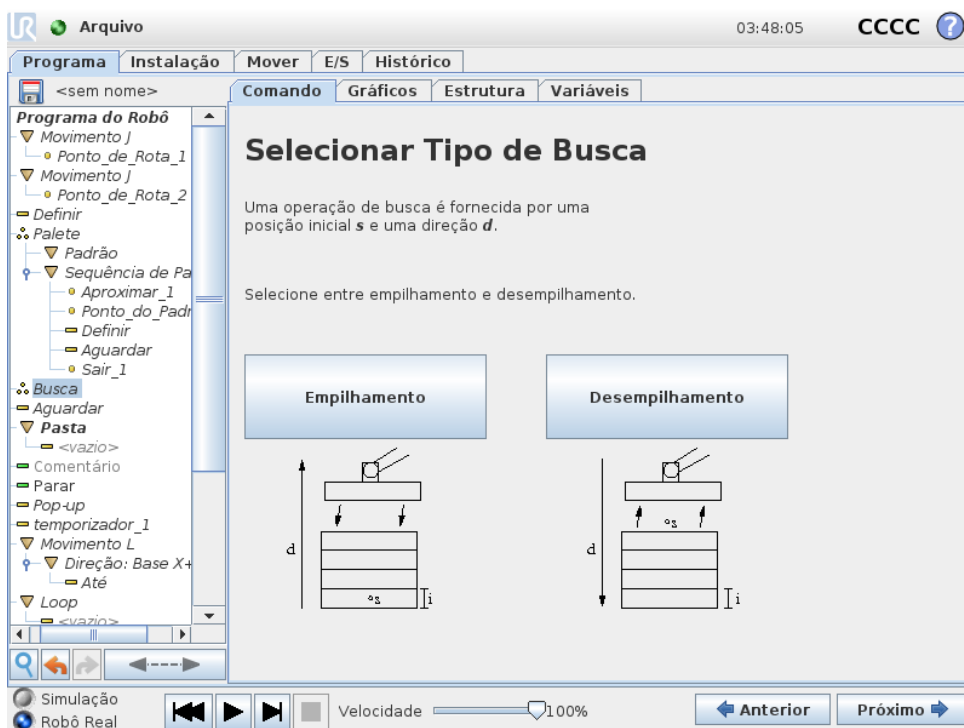 UR Arquivo 03:48:05 CCCC ?
Programa Instalação Mover E/S Histórico
<sem nome>
Comando Gráficos Estrutura Variáveis
Programa do Robô
Movimento J
Ponto_de_Rota_1
Movimento J
Ponto_de_Rota_2
Definir
Palete
Padrão
Sequência de Pa
Aproximar_1
Ponto_do_Padr
Definir
Aguardar
Sair_1
Busca
Aguardar
Pasta
<vazio>
Comentário
Parar
Pop-up
temporizador_1
Movimento L
Direção: Base X+
Até
Loop
<vazio>
Selecionar Tipo de Busca
Uma operação de busca é fornecida por uma
posição inicial s e uma direção d.
Selecione entre empilhamento e desempilhamento.
Empilhamento
d
s
i
Desempilhamento
d
s
i
Simulação
Robô Real
Velocidade 100%
Anterior
Próximo